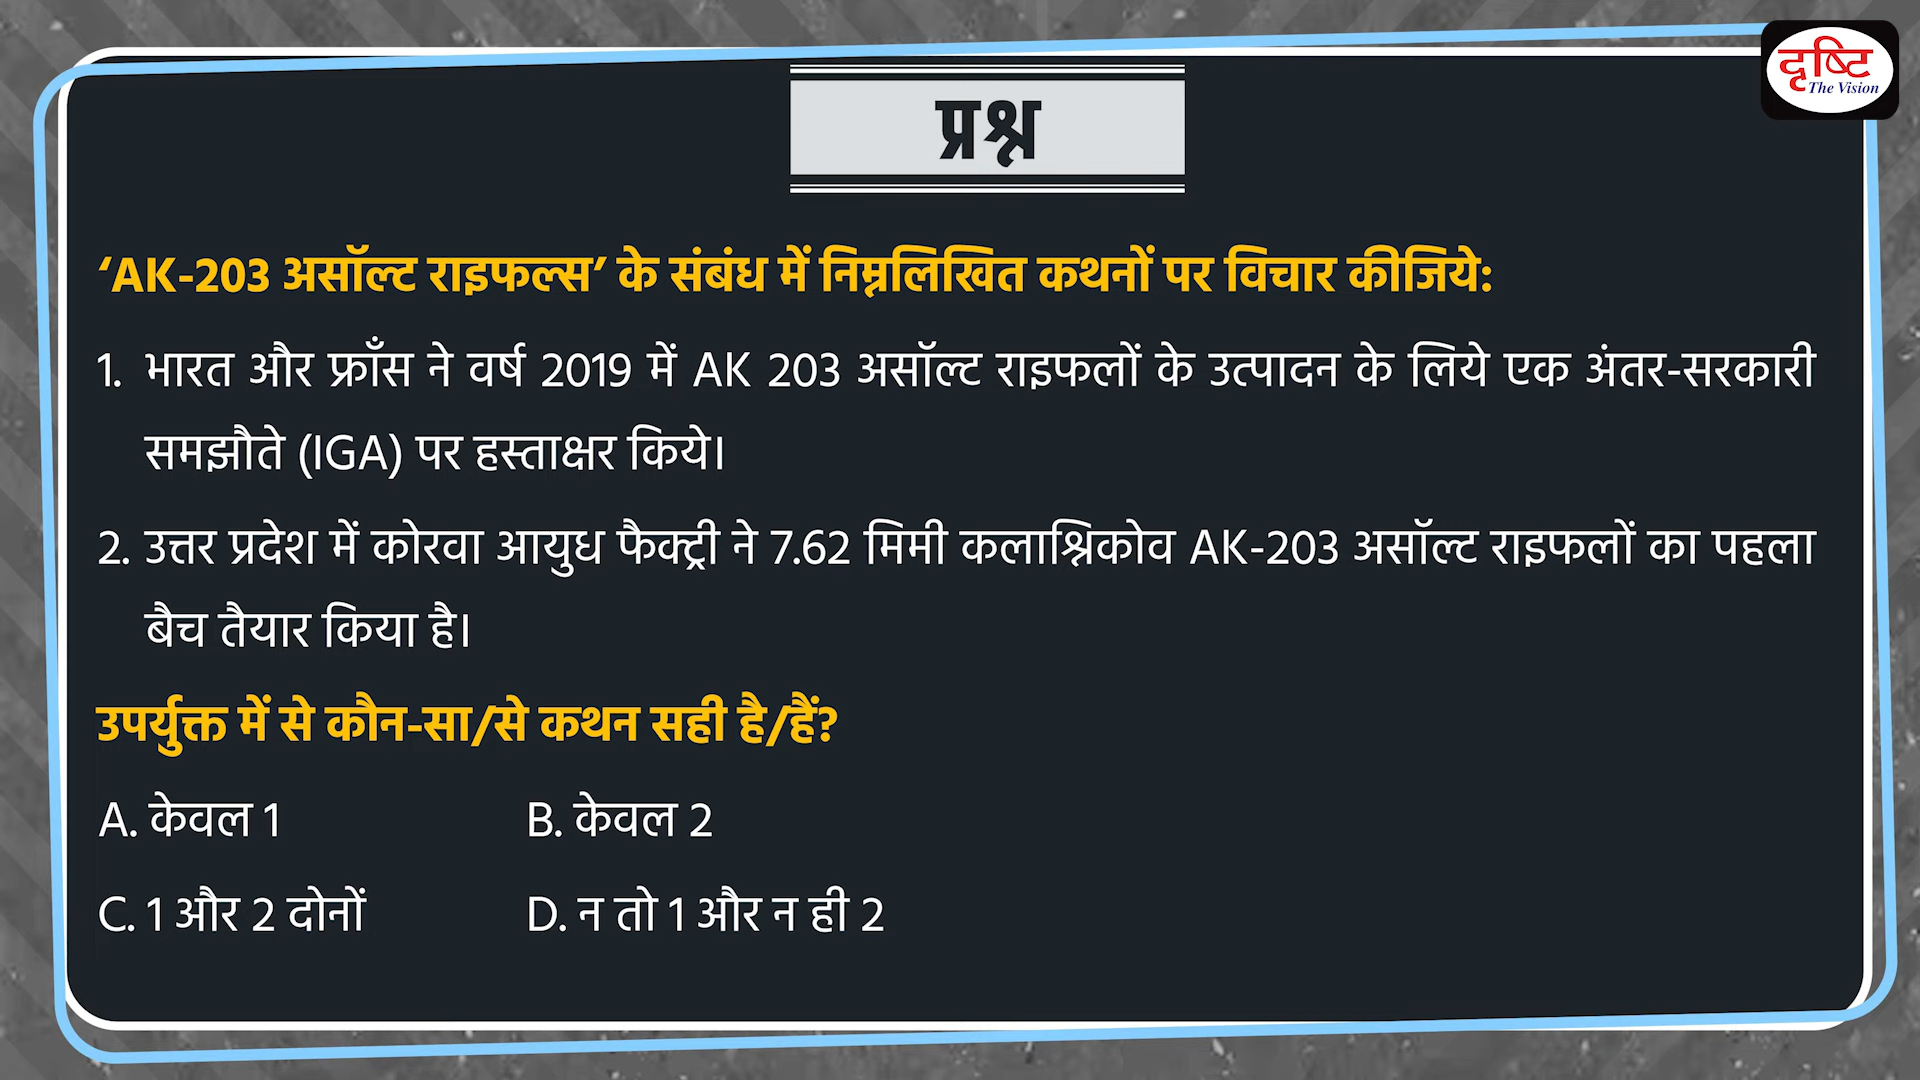 दृष्टि
The Vision
प्रश्न
‘AK-203 असॉल्ट राइफल्स’ के संबंध में निम्नलिखित कथनों पर विचार कीजिये:
1. भारत और फ्राँस ने वर्ष 2019 में AK 203 असॉल्ट राइफलों के उत्पादन के लिये एक अंतर-सरकारी
समझौते (IGA) पर हस्ताक्षर किये।
2. उत्तर प्रदेश में कोरवा आयुध फैक्ट्री ने 7.62 मिमी कलाश्निकोव AK-203 असॉल्ट राइफलों का पहला
बैच तैयार किया है।
उपर्युक्त में से कौन-सा/से कथन सही है/हैं?
A. केवल 1 B. केवल 2
C. 1 और 2 दोनों D. न तो 1 और न ही 2